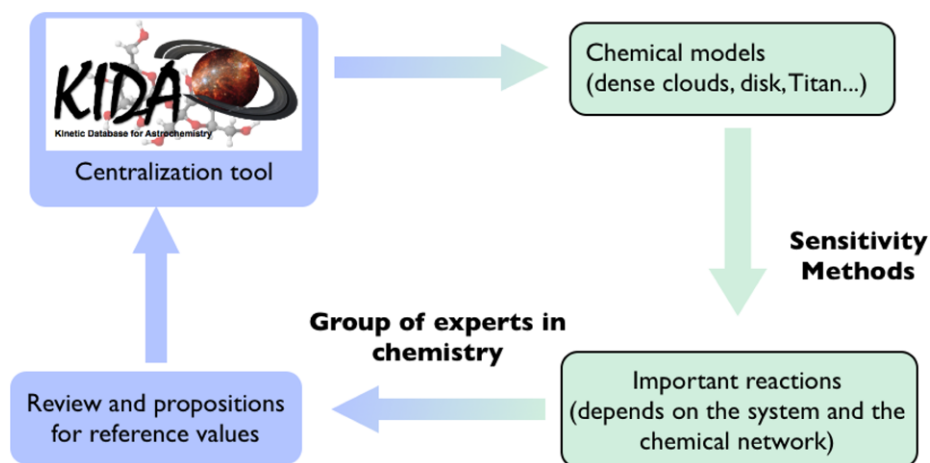 KIDA
Kinetic Database for Astrochemistry
Centralization tool
Chemical models
(dense clouds, disk, Titan...)
Sensitivity
Methods
Important reactions
(depends on the system and the
chemical network)
Group of experts in
chemistry
Review and propositions
for reference values